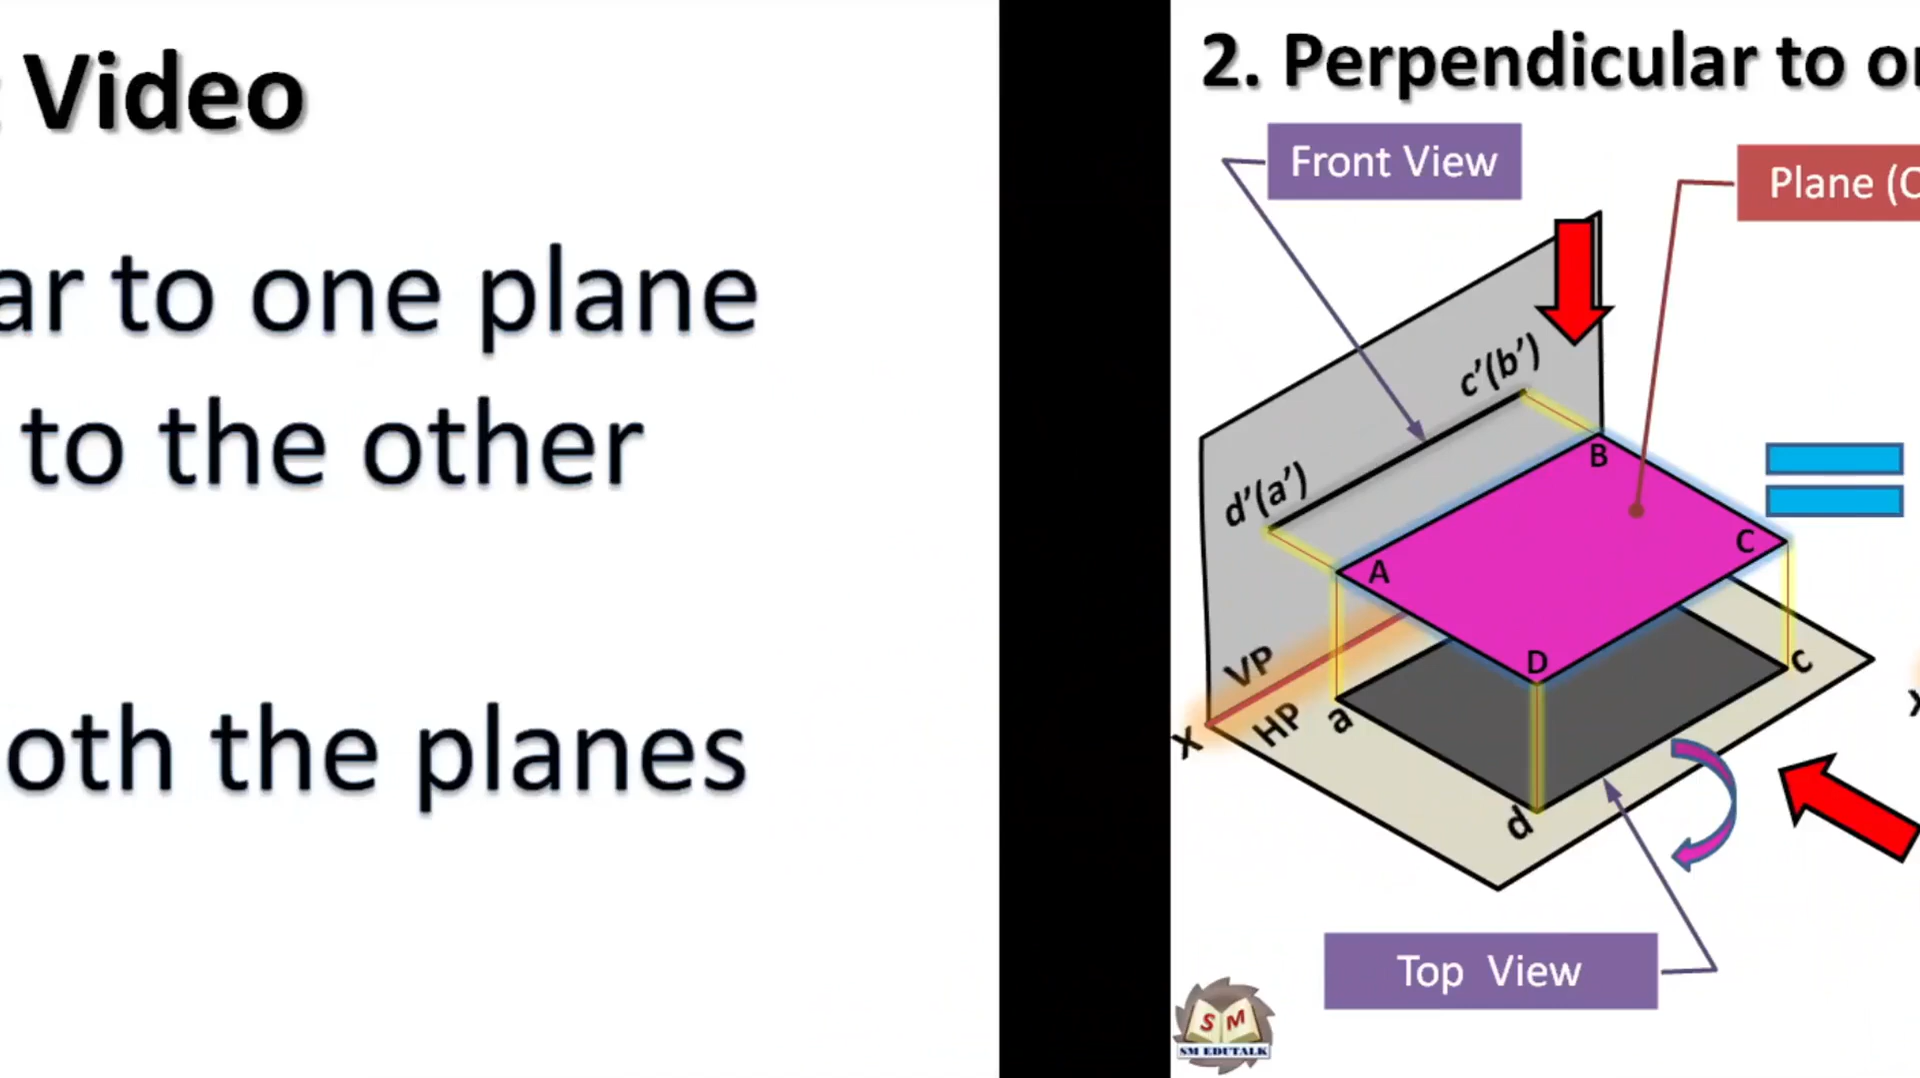 Video
ar to one plane
to the other
oth the planes
2. Perpendicular to o
Front View
Plane (
c’(b’)
d’(a’)
B
C
A
D
VP
HP
X
a
c
d
Top View
S M
SM EDUTALK